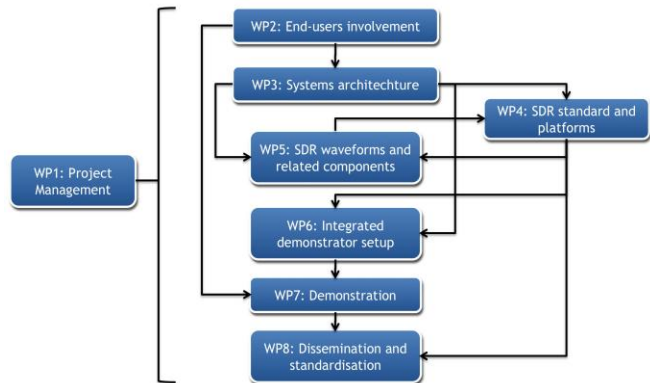 WP2: End-users involvement
WP3: Systems architechture
WP4: SDR standard and
platforms
WP5: SDR waveforms and
related components
WP1: Project
Management
WP6: Integrated
demonstrator setup
WP7: Demonstration
WP8: Dissemination and
standardisation